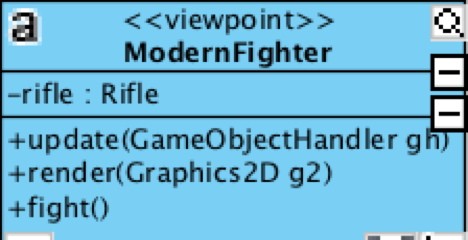 a
<<viewpoint>>
ModernFighter
-rifle : Rifle
+update(GameObjectHandler gh)
+render(Graphics2D g2)
+fight()